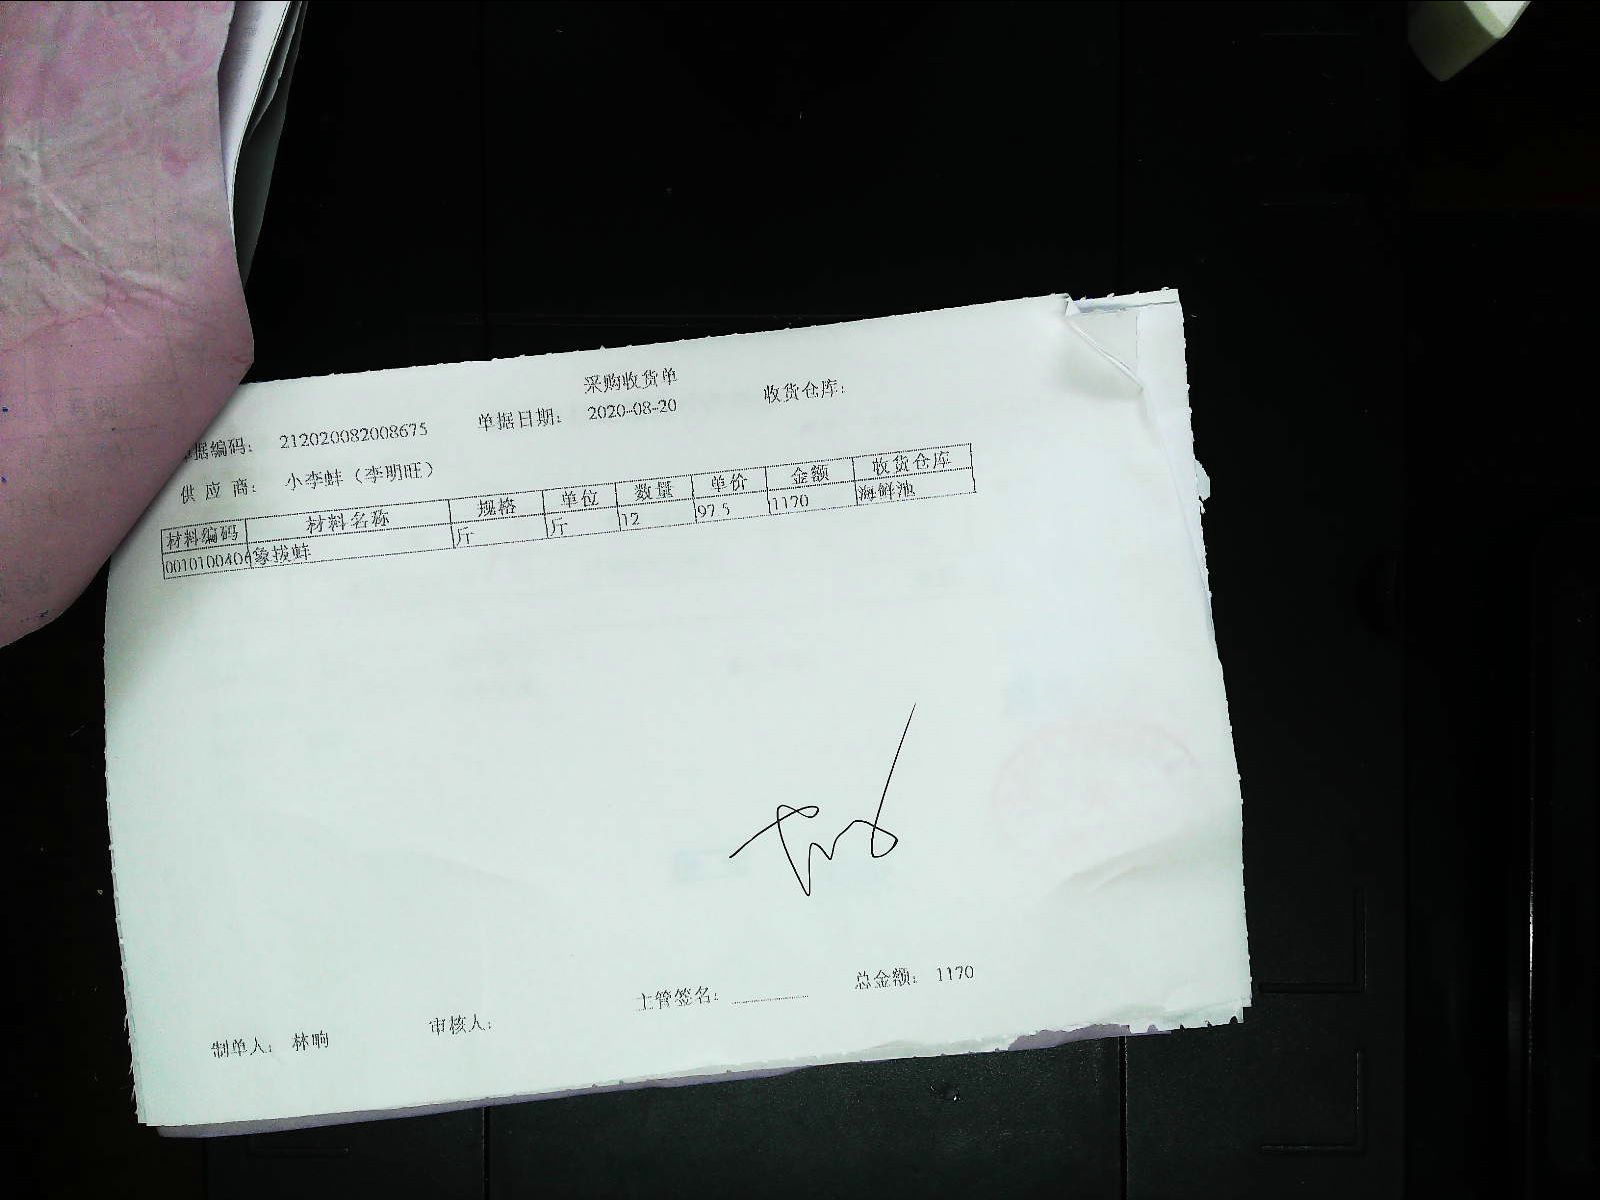 采购收货单
据编码： 212020082008675 单据日期： 2020-08-20 收货仓库：
供应商： 小李蚌（李明旺）
材料编码 材料名称 规格 单位 数量 单价 金额 收货仓库
0010100406 象拔蚌 斤 斤 12 97.5 1170 海鲜池
主管签名： 总金额： 1170
制单人： 林晌 审核人：